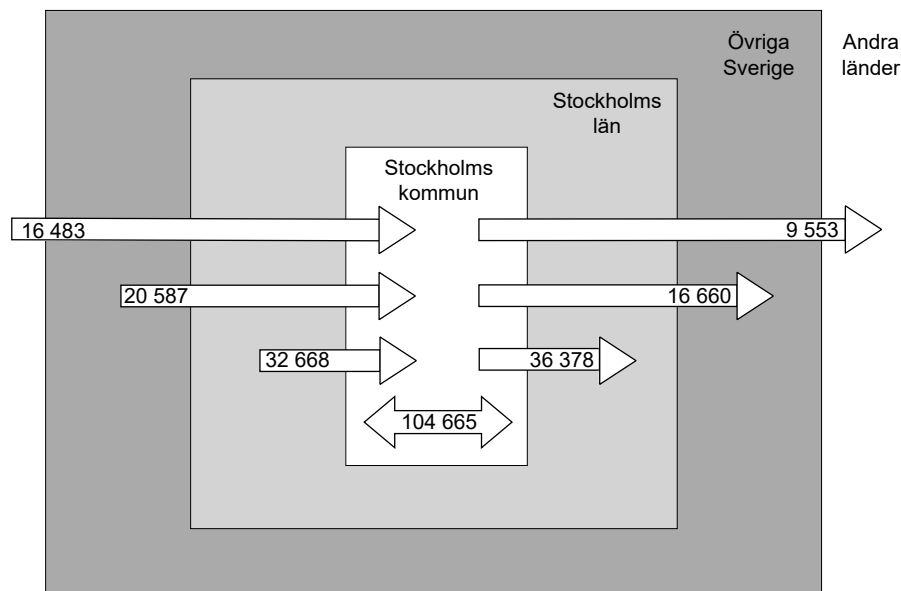 Övriga
Sverige
Andra
länder
Stockholms
län
Stockholms
kommun
16 483
9 553
20 587
16 660
32 668
36 378
104 665